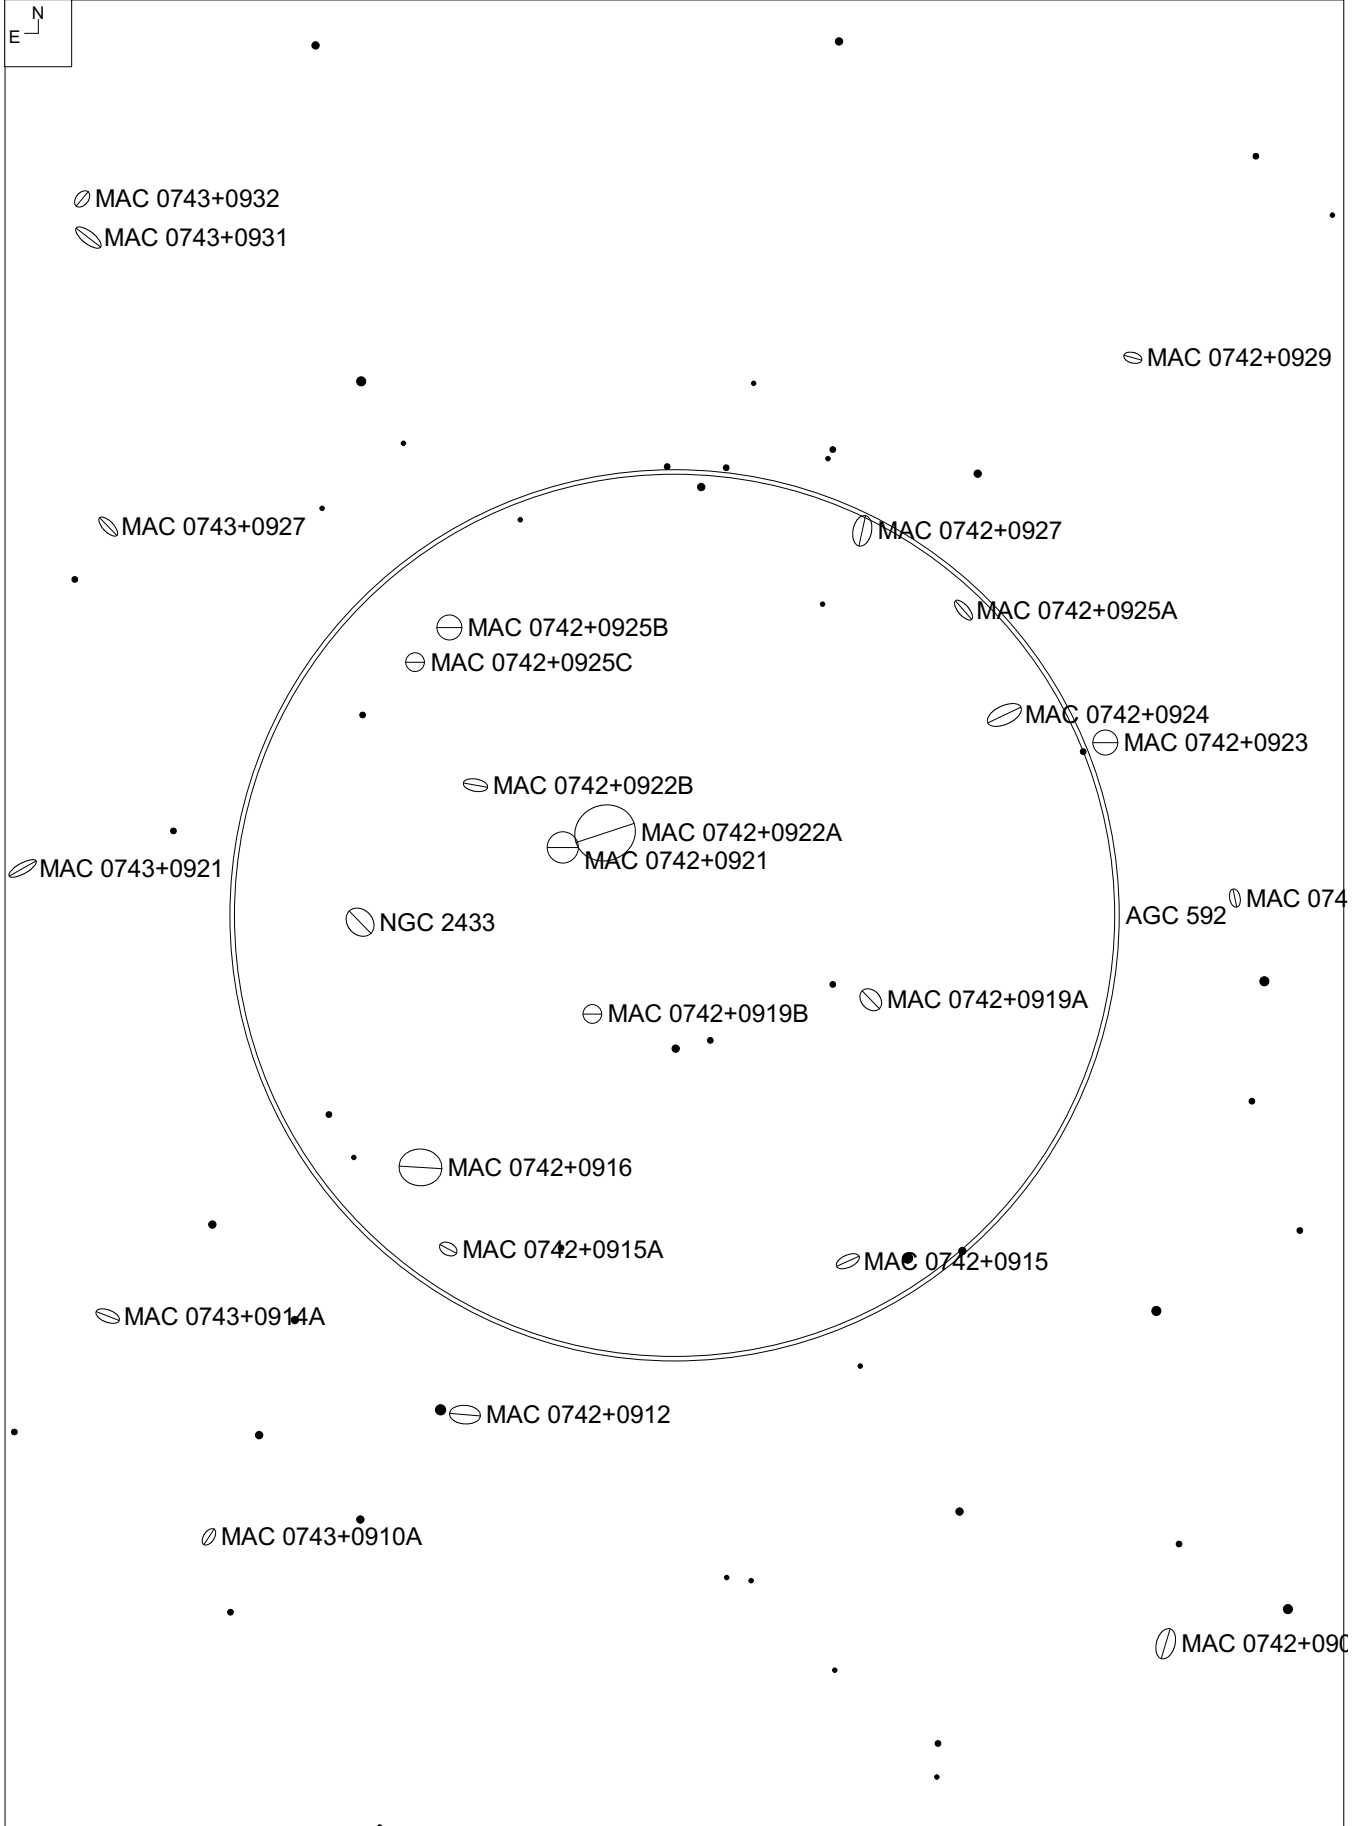 N
E
MAC 0743+0932
MAC 0743+0931
MAC 0742+0929
MAC 0743+0927
MAC 0742+0927
MAC 0742+0925A
MAC 0742+0925B
MAC 0742+0925C
MAC 0742+0924
MAC 0742+0923
MAC 0742+0922B
MAC 0742+0922A
MAC 0742+0921
MAC 0743+0921
MAC 074
AGC 592
NGC 2433
MAC 0742+0919A
MAC 0742+0919B
MAC 0742+0916
MAC 0742+0915A
MAC 0742+0915
MAC 0743+0914A
MAC 0742+0912
MAC 0743+0910A
MAC 0742+090